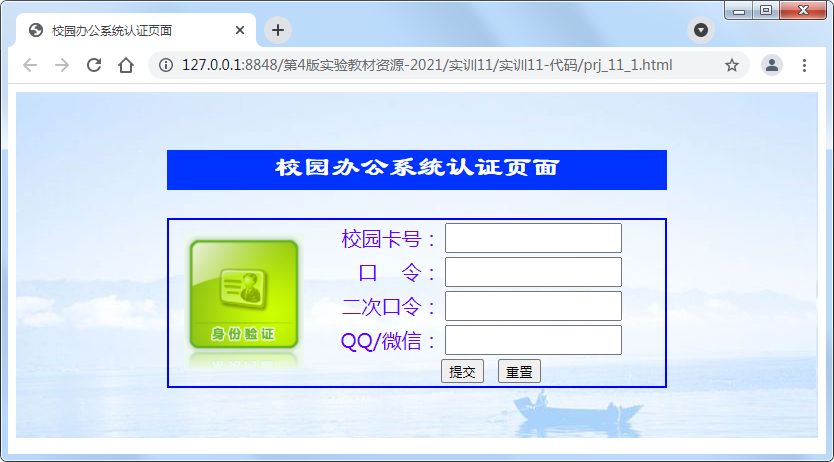 校园办公系统认证页面
127.0.0.1:8848/第4版实验教材资源-2021/实训11/实训11-代码/prj_11_1.html
校园办公系统认证页面
校园卡号：
口　令：
二次口令：
QQ/微信：
身份验证
提交 重置